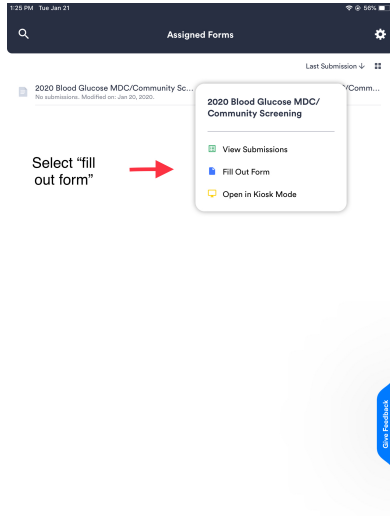 1:25 PM Tue Jan 21
56%
Assigned Forms
Last Submission ↓
2020 Blood Glucose MDC/Community Sc...
/Comm...
No submissions. Modified on: Jan 20, 2020.
2020 Blood Glucose MDC/
Community Screening
View Submissions
Fill Out Form
Open in Kiosk Mode
Select “fill
out form”
Give Feedback